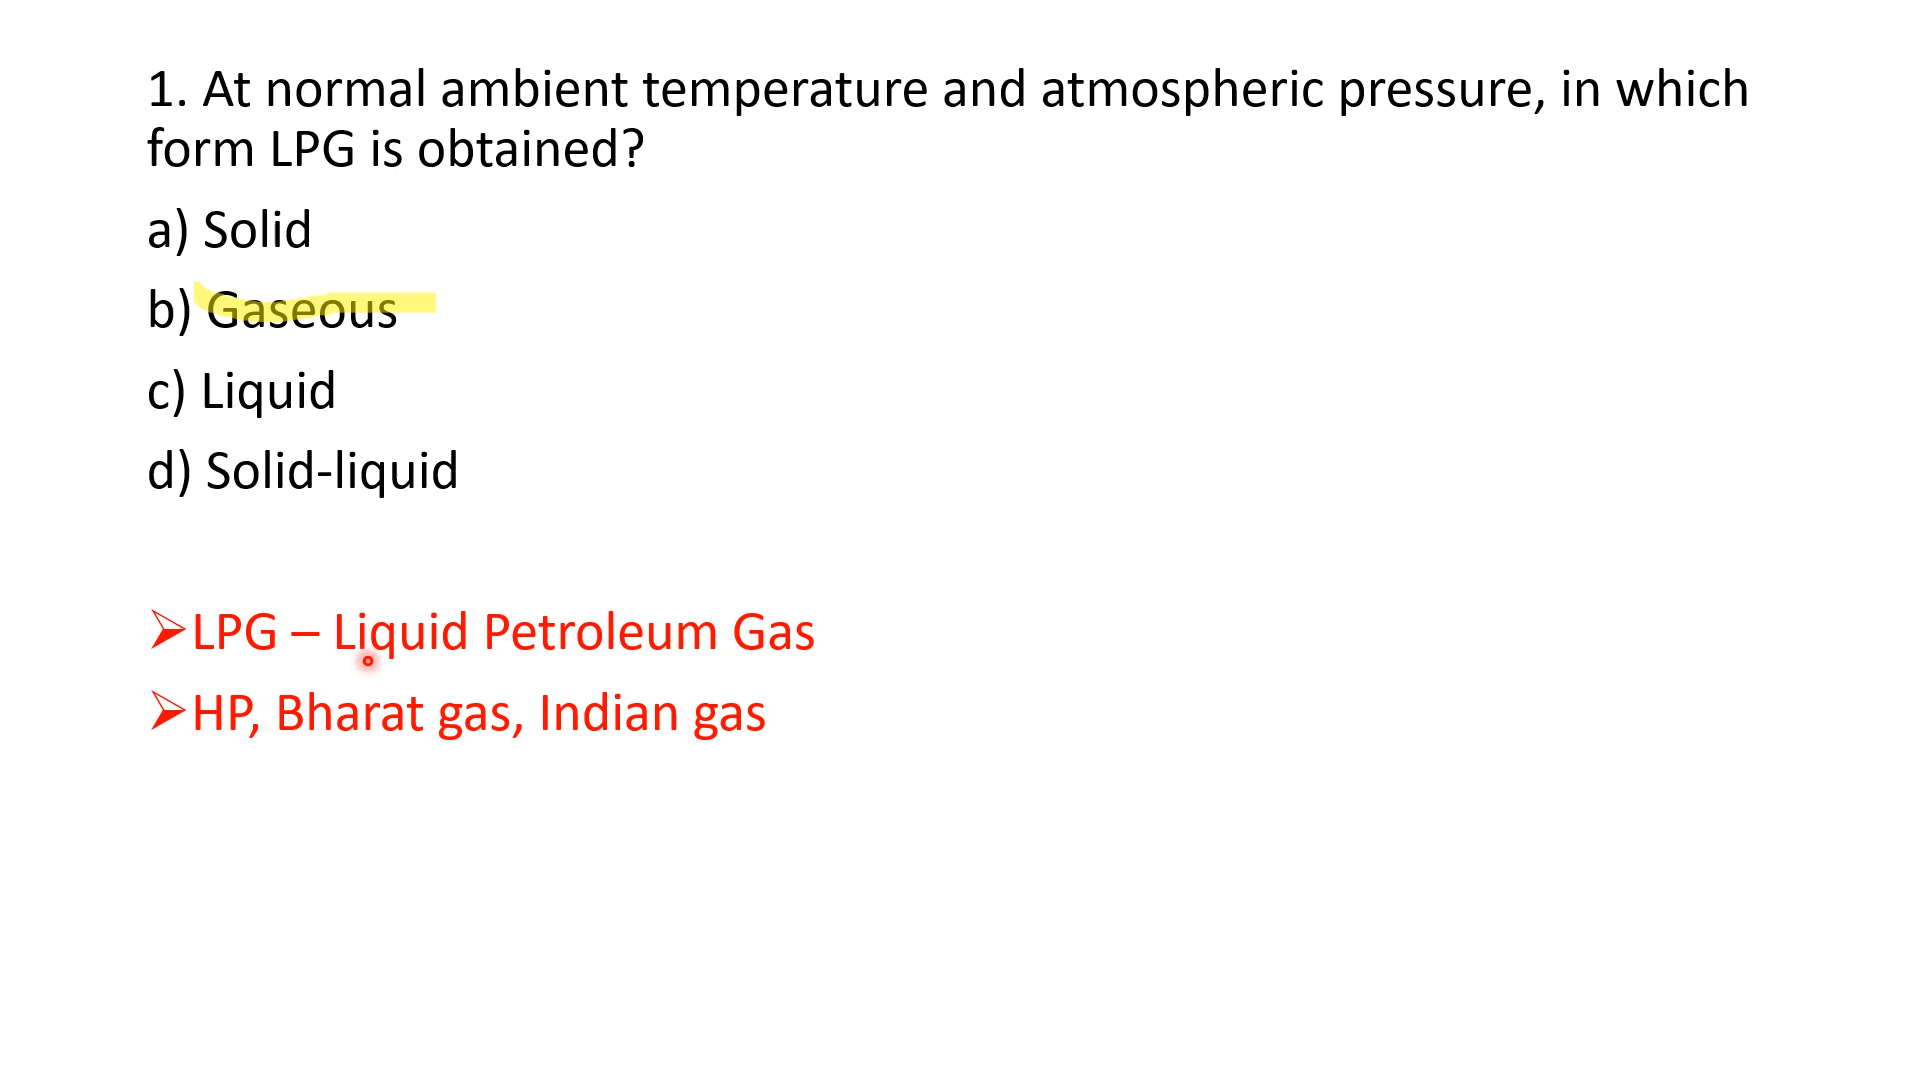 1. At normal ambient temperature and atmospheric pressure, in which
form LPG is obtained?
a) Solid
b) Gaseous
c) Liquid
d) Solid-liquid
➢LPG – Liquid Petroleum Gas
➢HP, Bharat gas, Indian gas